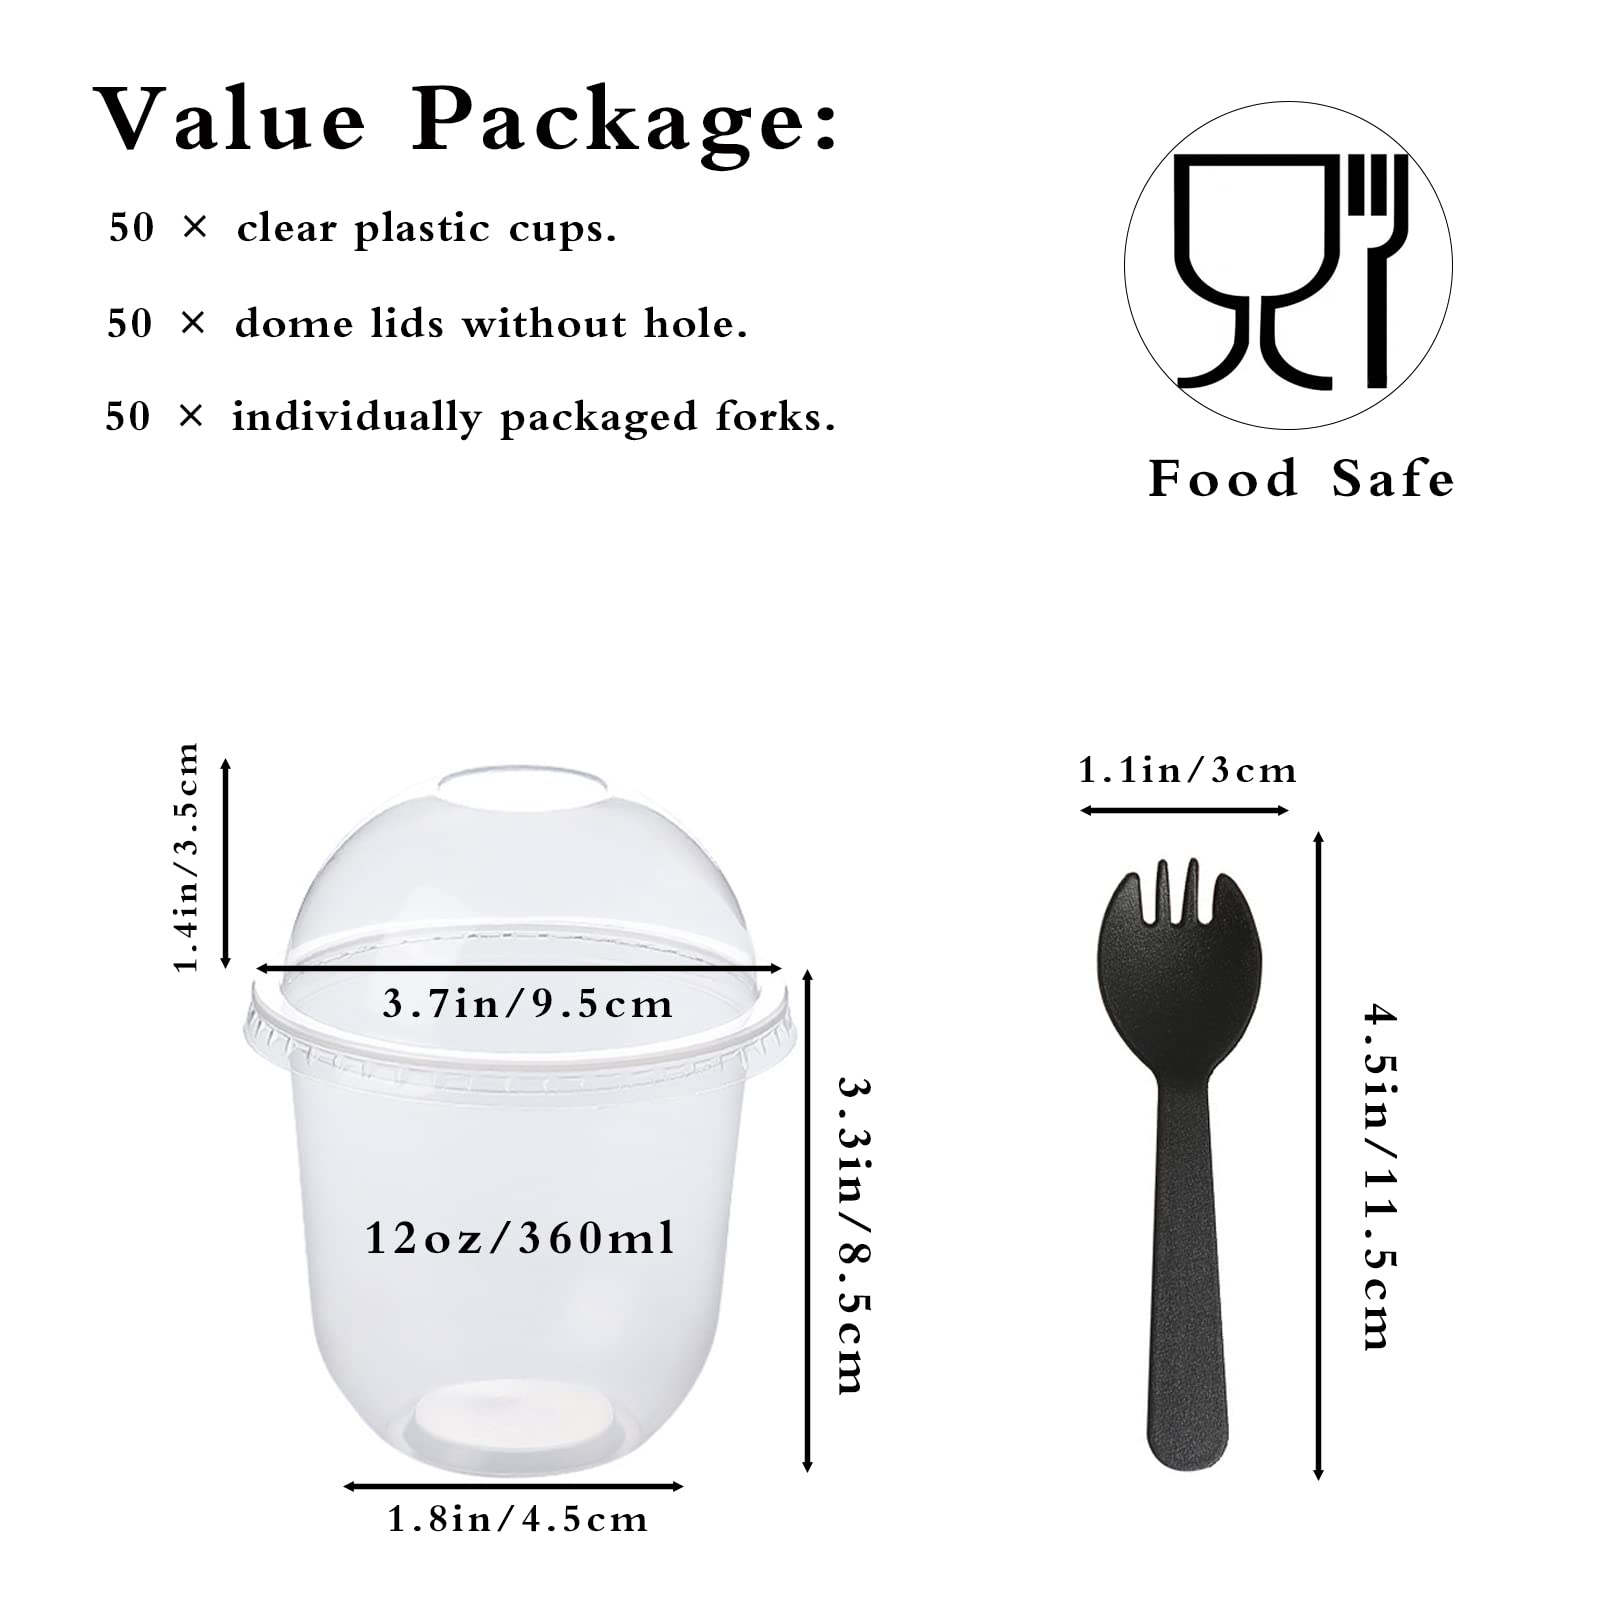 Value Package:
50 × clear plastic cups.
50 × dome lids without hole.
50 × individually packaged forks.
Food Safe
1.4in/3.5cm
3.7in/9.5cm
12oz/360ml
3.3in/8.5cm
1.8in/4.5cm
1.1in/3cm
4.5in/11.5cm